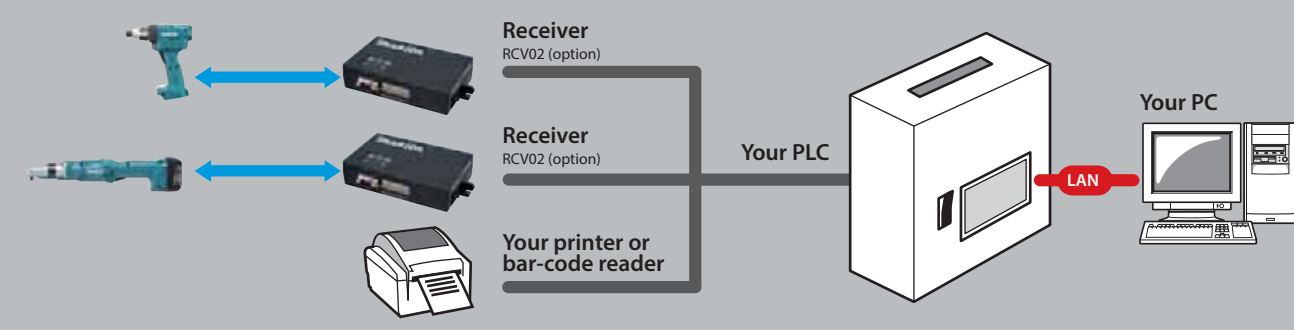 Receiver
RCV02 (option)
Receiver
RCV02 (option)
Your printer or
bar-code reader
Your PLC
LAN
Your PC